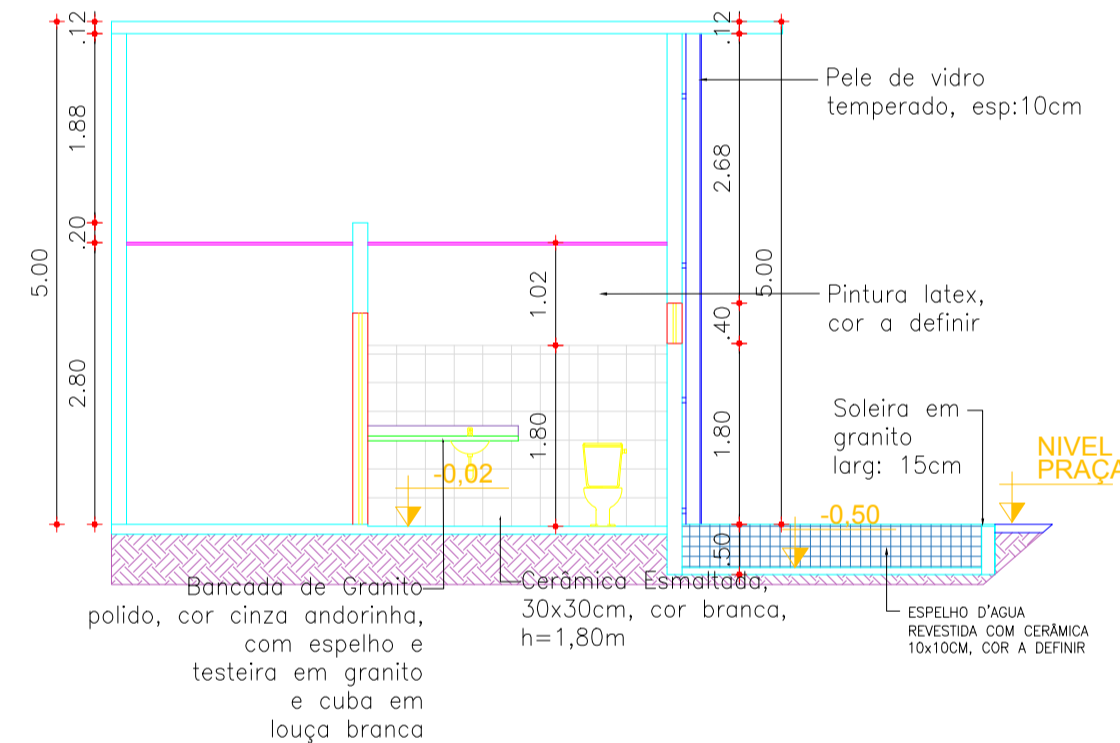 .12
1.88
.20
5.00
2.80
.12
2.68
5.00
.40
1.80
.50
1.02
1.80
Pele de vidro
temperado, esp:10cm
Pintura latex,
cor a definir
Soleira em
granito
larg: 15cm
NIVEL
PRAÇA
-0,02
-0,50
Bancada de Granito
polido, cor cinza andorinha,
com espelho e
testeira em granito
e cuba em
louça branca
Cerâmica Esmaltada,
30x30cm, cor branca,
h=1,80m
ESPELHO D'AGUA
REVESTIDA COM CERÂMICA
10x10CM, COR A DEFINIR